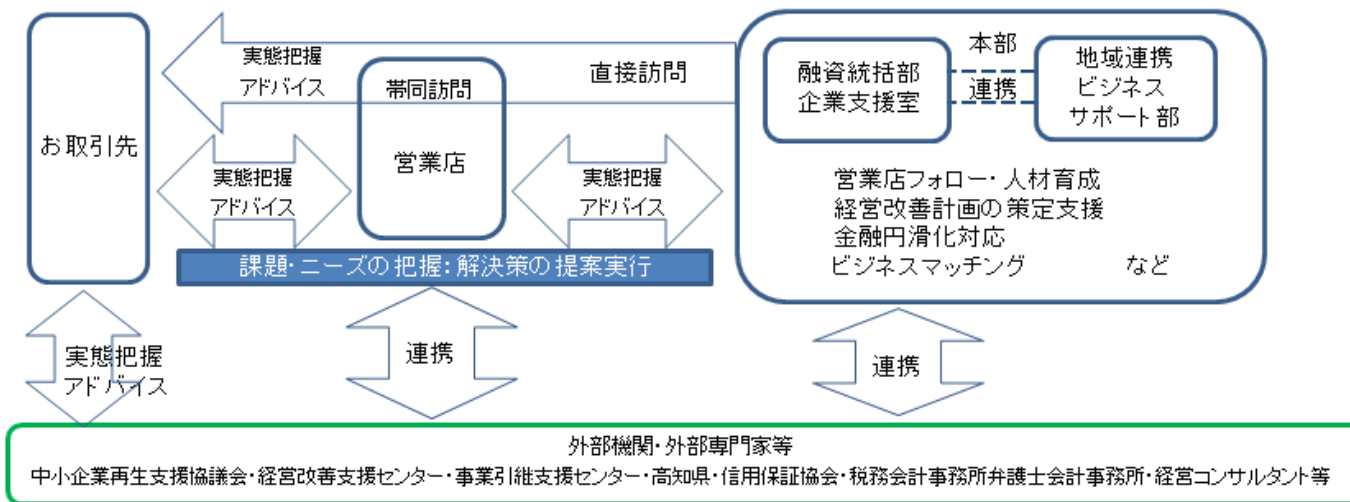 お取引先
実態把握
アドバイス
直接訪問
帯同訪問
営業店
実態把握
アドバイス
実態把握
アドバイス
課題・ニーズの把握：解決策の提案実行
本部
融資統括部
企業支援室
連携
地域連携
ビジネス
サポート部
営業店フォロー・人材育成
経営改善計画の策定支援
金融円滑化対応
ビジネスマッチング など
実態把握
アドバイス
連携
連携
外部機関・外部専門家等
中小企業再生支援協議会・経営改善支援センター・事業引継支援センター・高知県・信用保証協会・税務会計事務所弁護士会計事務所・経営コンサルタント等